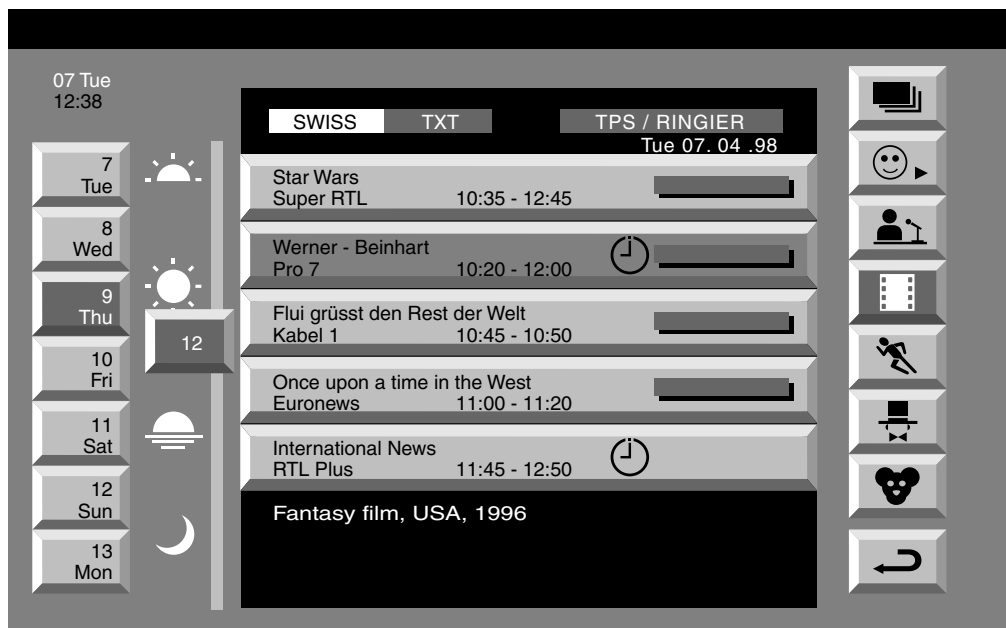 07 Tue
12:38
7
Tue
8
Wed
9
Thu
10
Fri
11
Sat
12
Sun
13
Mon
12
SWISS TXT TPS / RINGIER
Tue 07. 04 .98
Star Wars
Super RTL 10:35 - 12:45
Werner - Beinhart
Pro 7 10:20 - 12:00
Flui grüsst den Rest der Welt
Kabel 1 10:45 - 10:50
Once upon a time in the West
Euronews 11:00 - 11:20
International News
RTL Plus 11:45 - 12:50
Fantasy film, USA, 1996